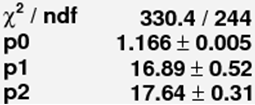 χ² / ndf 330.4 / 244
p0 1.166 ± 0.005
p1 16.89 ± 0.52
p2 17.64 ± 0.31